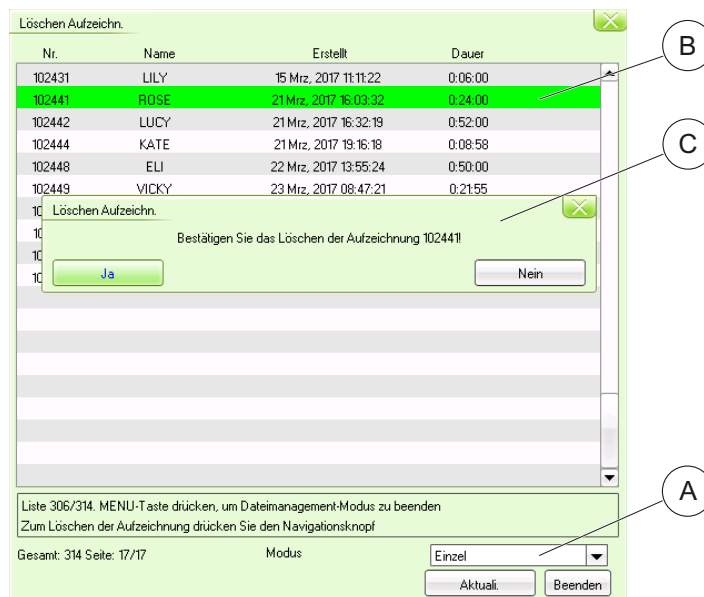 Löschen Aufzeichn.
B
Nr. Name Erstellt Dauer
102431 LILY 15 Mrz, 2017 11:11:22 0:06:00
102441 ROSE 21 Mrz, 2017 16:03:32 0:24:00
102442 LUCY 21 Mrz, 2017 16:32:19 0:52:00
102444 KATE 21 Mrz, 2017 19:16:18 0:08:58
C
102448 ELI 22 Mrz, 2017 13:55:24 0:50:00
102449 VICKY 23 Mrz, 2017 08:47:21 0:21:55
Löschen Aufzeichn.
Bestätigen Sie das Löschen der Aufzeichnung 102441!
Ja Nein
A
Liste 306/314. MENU-Taste drücken, um Dateimanagement-Modus zu beenden
Zum Löschen der Aufzeichnung drücken Sie den Navigationsknopf
Gesamt: 314 Seite: 17/17 Modus Einzel
Aktuali. Beenden